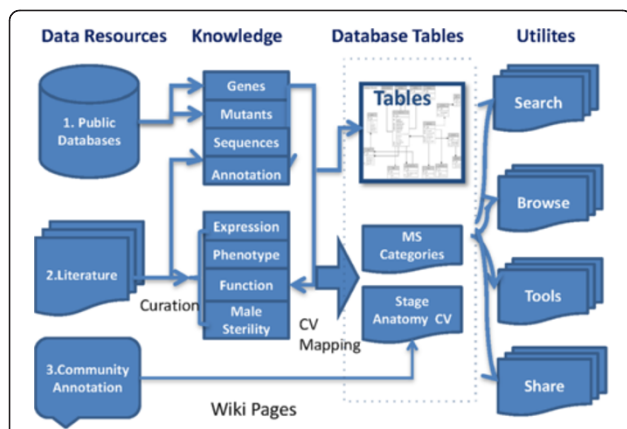 Data Resources
Knowledge
Database Tables
Utilites
1. Public
Databases
Genes
Mutants
Sequences
Annotation
Tables
Search
2.Literature
Curation
Expression
Phenotype
Function
Male
Sterility
CV
Mapping
MS
Categories
Stage
Anatomy CV
Browse
Tools
Share
3.Community
Annotation
Wiki Pages